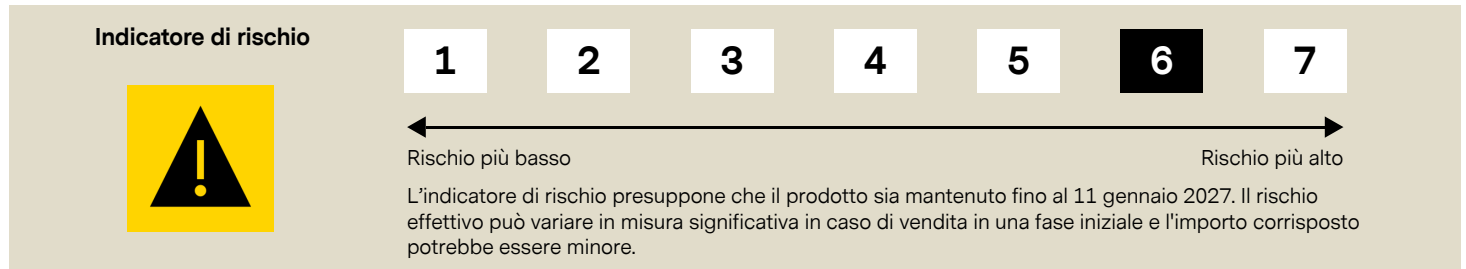 Indicatore di rischio
1 2 3 4 5 6 7
Rischio più basso
Rischio più alto
L'indicatore di rischio presuppone che il prodotto sia mantenuto fino al 11 gennaio 2027. Il rischio
effettivo può variare in misura significativa in caso di vendita in una fase iniziale e l'importo corrisposto
potrebbe essere minore.